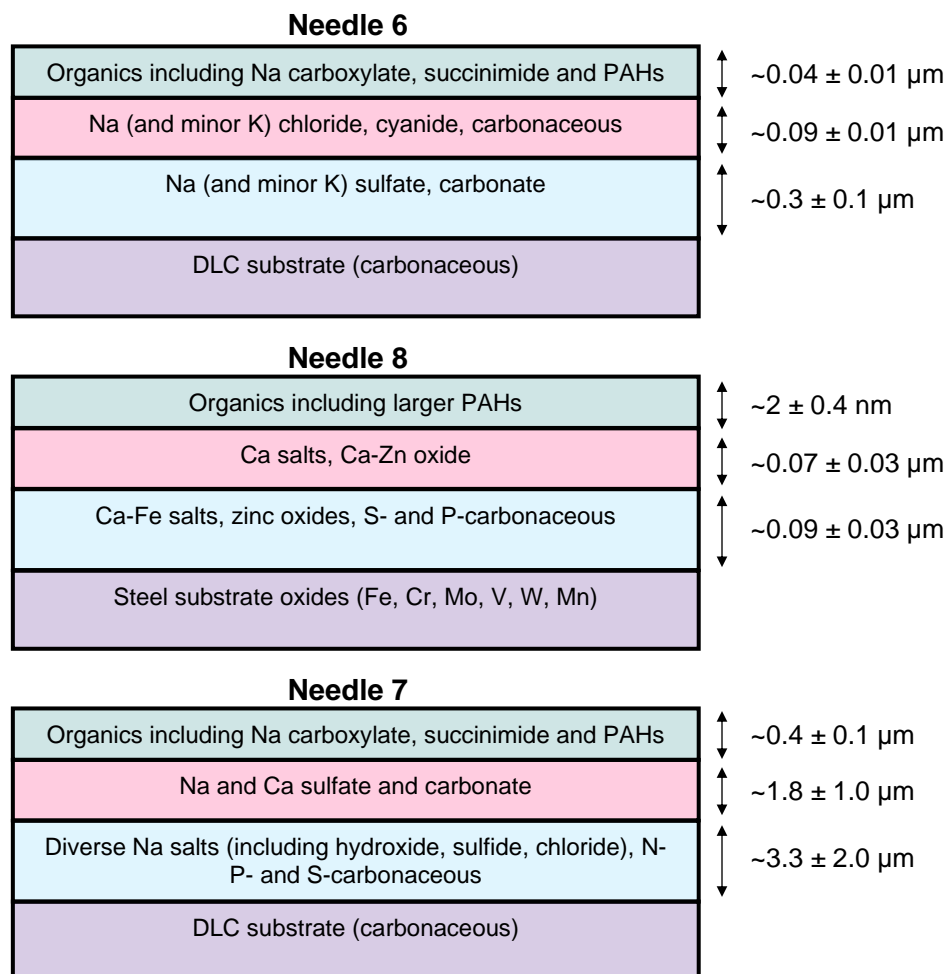 Needle 6
Organics including Na carboxylate, succinimide and PAHs
~0.04 ± 0.01 µm
Na (and minor K) chloride, cyanide, carbonaceous
~0.09 ± 0.01 µm
Na (and minor K) sulfate, carbonate
~0.3 ± 0.1 µm
DLC substrate (carbonaceous)
Needle 8
Organics including larger PAHs
~2 ± 0.4 nm
Ca salts, Ca-Zn oxide
~0.07 ± 0.03 µm
Ca-Fe salts, zinc oxides, S- and P-carbonaceous
~0.09 ± 0.03 µm
Steel substrate oxides (Fe, Cr, Mo, V, W, Mn)
Needle 7
Organics including Na carboxylate, succinimide and PAHs
~0.4 ± 0.1 µm
Na and Ca sulfate and carbonate
~1.8 ± 1.0 µm
Diverse Na salts (including hydroxide, sulfide, chloride), N-
P- and S-carbonaceous
~3.3 ± 2.0 µm
DLC substrate (carbonaceous)